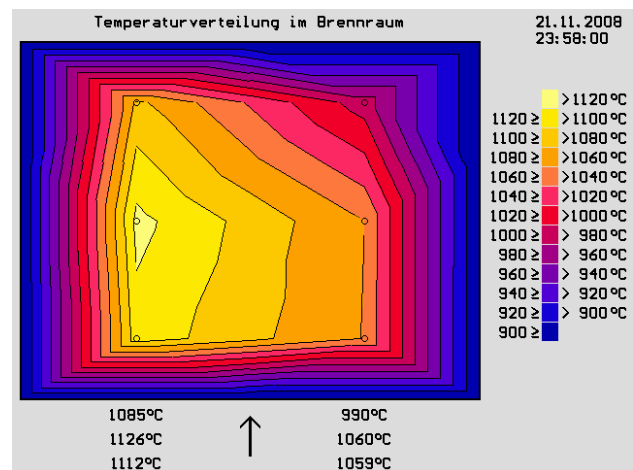 Temperaturverteilung im Brennraum
21.11.2008
23:58:00
>1120°C
1120 ≥ >1100°C
1100 ≥ >1080°C
1080 ≥ >1060°C
1060 ≥ >1040°C
1040 ≥ >1020°C
1020 ≥ >1000°C
1000 ≥ > 980°C
980 ≥ > 960°C
960 ≥ > 940°C
940 ≥ > 920°C
920 ≥ > 900°C
900 ≥
1085°C 990°C
1126°C 1060°C
1112°C 1059°C